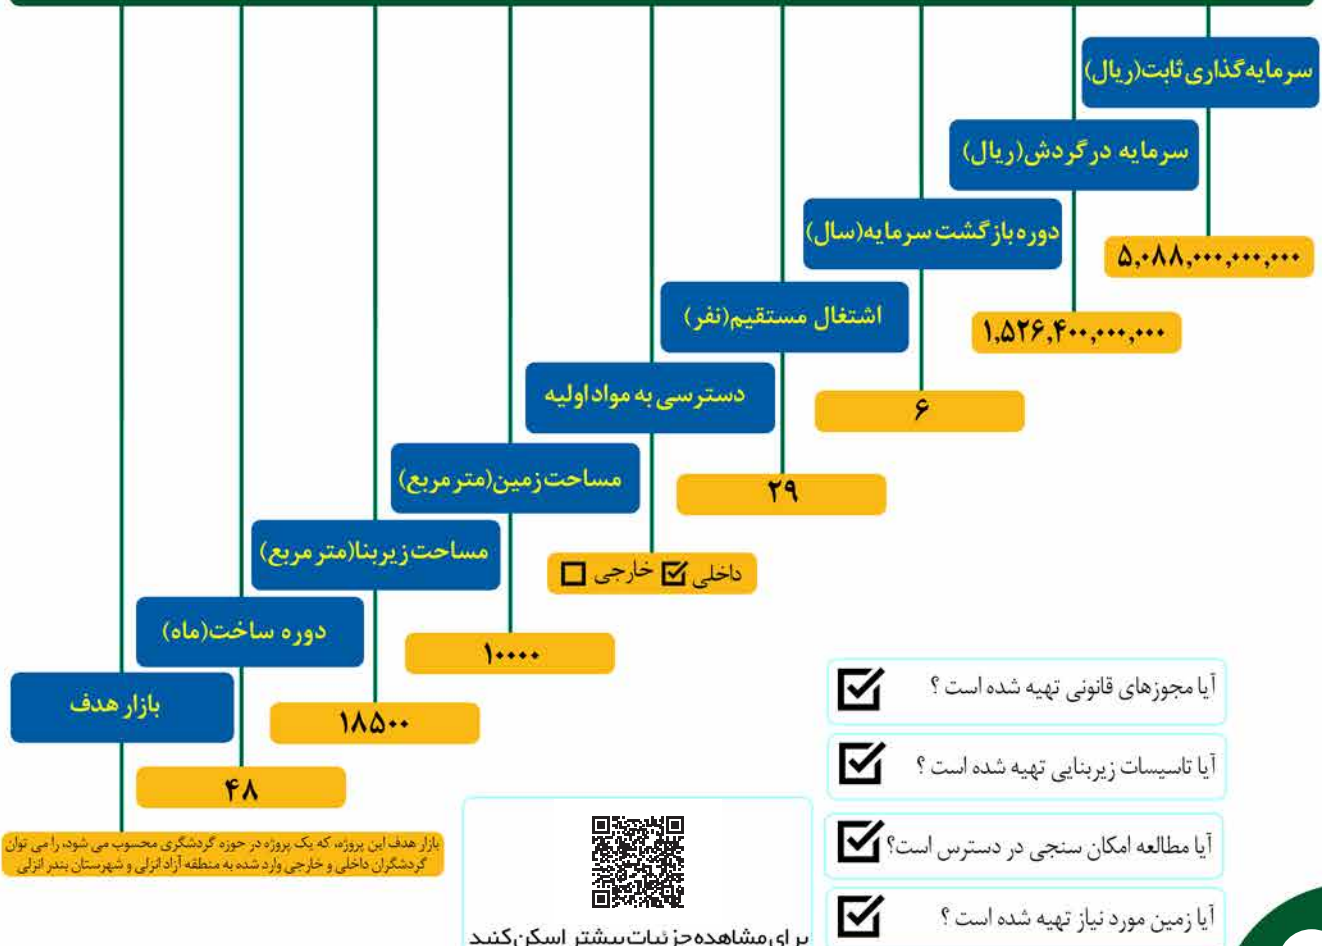 سرمایه‌گذاری ثابت(ریال)
۵,۰۸۸,۰۰۰,۰۰۰,۰۰۰
سرمایه در گردش(ریال)
۱,۵۲۶,۴۰۰,۰۰۰,۰۰۰
دوره بازگشت سرمایه(سال)
۶
اشتغال مستقیم(نفر)
۲۹
دسترسی به مواد اولیه
داخلی ☑ خارجی ☐
مساحت زمین(متر مربع)
۱۰۰۰۰
مساحت زیربنا(متر مربع)
۱۸۵۰۰
دوره ساخت(ماه)
۴۸
بازار هدف
بازار هدف این پروژه، که یک پروژه در حوزه گردشگری محسوب می شود، را می توان
گردشگران داخلی و خارجی وارد شده به منطقه آزاد انزلی و شهرستان بندر انزلی
آیا مجوزهای قانونی تهیه شده است ؟ ☑
آیا تاسیسات زیربنایی تهیه شده است ؟ ☑
آیا مطالعه امکان سنجی در دسترس است؟ ☑
آیا زمین مورد نیاز تهیه شده است ؟ ☑
برای مشاهده جزئیات بیشتر اسکن کنید